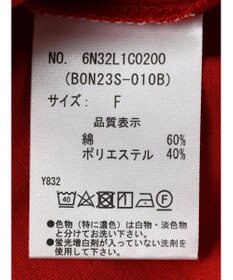 NO. 6N32L1C0200
(BON23S-010B)
サイズ: F
品質表示
綿 60%
ポリエステル 40%
Y832
40
●色物（特に濃色）は白物・淡色物
と分けてお洗い下さい。
●蛍光増白剤が入っていない洗剤を
使用して下さい。